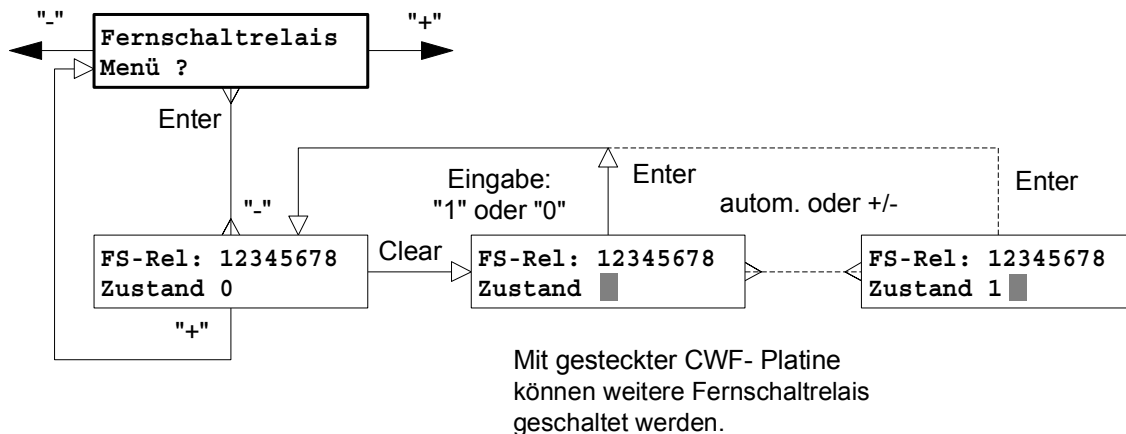 "-"
"+"
Fernschaltrelais
Menü ?
Enter
Eingabe:
"1" oder "0"
Enter
autom. oder +/-
Enter
"-"
FS-Rel: 12345678
Zustand 0
Clear
FS-Rel: 12345678
Zustand
FS-Rel: 12345678
Zustand 1
"+"
Mit gesteckter CWF- Platine
können weitere Fernschaltrelais
geschaltet werden.